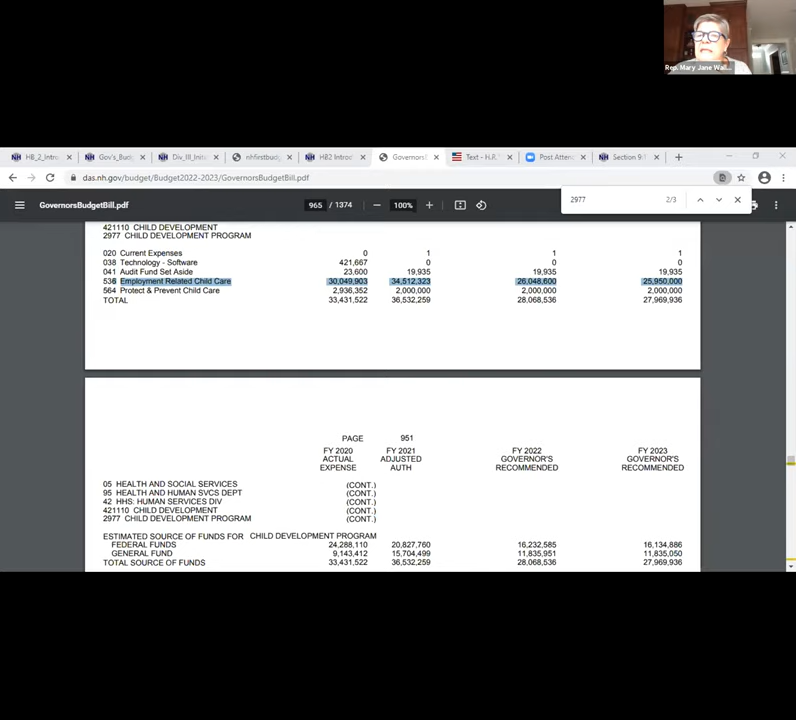 Rep. Mary Jane Wall...
HB_2_Intro
Gov's_Budg
Div_III_Initi
nhfirstbudg
HB2 Introd
GovernorsB
Text - H.R.
Post Attend
Section 9:1
das.nh.gov/budget/Budget2022-2023/GovernorsBudgetBill.pdf
GovernorsBudgetBill.pdf
965 / 1374
100%
2977
2/3
421110 CHILD DEVELOPMENT
2977 CHILD DEVELOPMENT PROGRAM
020 Current Expenses 0 1 1 1
038 Technology - Software 421,667 0 0 0
041 Audit Fund Set Aside 23,600 19,935 19,935 19,935
536 Employment Related Child Care 30,049,903 34,512,323 26,048,600 25,950,000
564 Protect & Prevent Child Care 2,936,352 2,000,000 2,000,000 2,000,000
TOTAL 33,431,522 36,532,259 28,068,536 27,969,936
PAGE 951
FY 2020 FY 2021 FY 2022 FY 2023
ACTUAL ADJUSTED GOVERNOR'S GOVERNOR'S
EXPENSE AUTH RECOMMENDED RECOMMENDED
05 HEALTH AND SOCIAL SERVICES (CONT.)
95 HEALTH AND HUMAN SVCS DEPT (CONT.)
42 HHS: HUMAN SERVICES DIV (CONT.)
421110 CHILD DEVELOPMENT (CONT.)
2977 CHILD DEVELOPMENT PROGRAM (CONT.)
ESTIMATED SOURCE OF FUNDS FOR CHILD DEVELOPMENT PROGRAM
FEDERAL FUNDS 24,288,110 20,827,760 16,232,585 16,134,886
GENERAL FUND 9,143,412 15,704,499 11,835,951 11,835,050
TOTAL SOURCE OF FUNDS 33,431,522 36,532,259 28,068,536 27,969,936